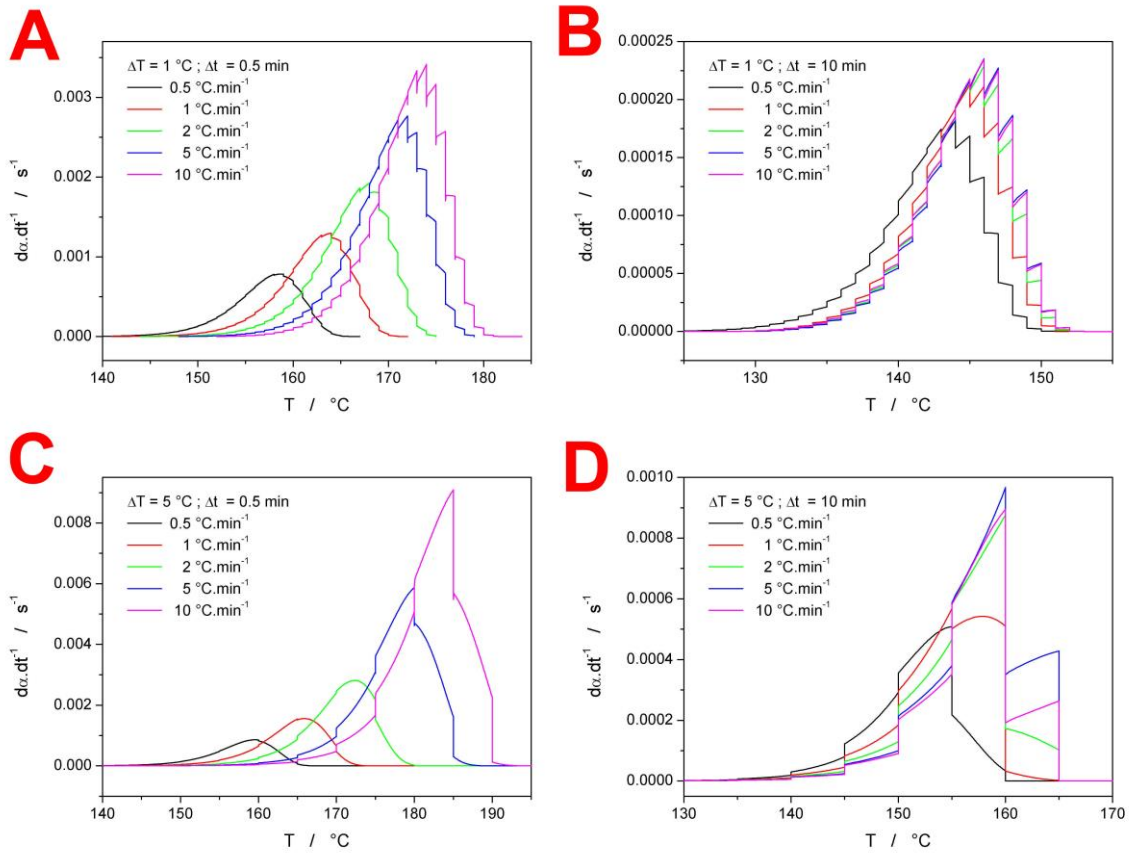 A
ΔT = 1 °C ; Δt = 0.5 min
0.5 °C.min⁻¹
1 °C.min⁻¹
2 °C.min⁻¹
5 °C.min⁻¹
10 °C.min⁻¹
0.003
0.002
0.001
0.000
dα.dt⁻¹ / s⁻¹
140 150 160 170 180
T / °C
B
ΔT = 1 °C ; Δt = 10 min
0.5 °C.min⁻¹
1 °C.min⁻¹
2 °C.min⁻¹
5 °C.min⁻¹
10 °C.min⁻¹
0.00025
0.00020
0.00015
0.00010
0.00005
0.00000
dα.dt⁻¹ / s⁻¹
130 140 150
T / °C
C
ΔT = 5 °C ; Δt = 0.5 min
0.5 °C.min⁻¹
1 °C.min⁻¹
2 °C.min⁻¹
5 °C.min⁻¹
10 °C.min⁻¹
0.008
0.006
0.004
0.002
0.000
dα.dt⁻¹ / s⁻¹
140 150 160 170 180 190
T / °C
D
ΔT = 5 °C ; Δt = 10 min
0.5 °C.min⁻¹
1 °C.min⁻¹
2 °C.min⁻¹
5 °C.min⁻¹
10 °C.min⁻¹
0.0010
0.0008
0.0006
0.0004
0.0002
0.0000
dα.dt⁻¹ / s⁻¹
130 140 150 160 170
T / °C